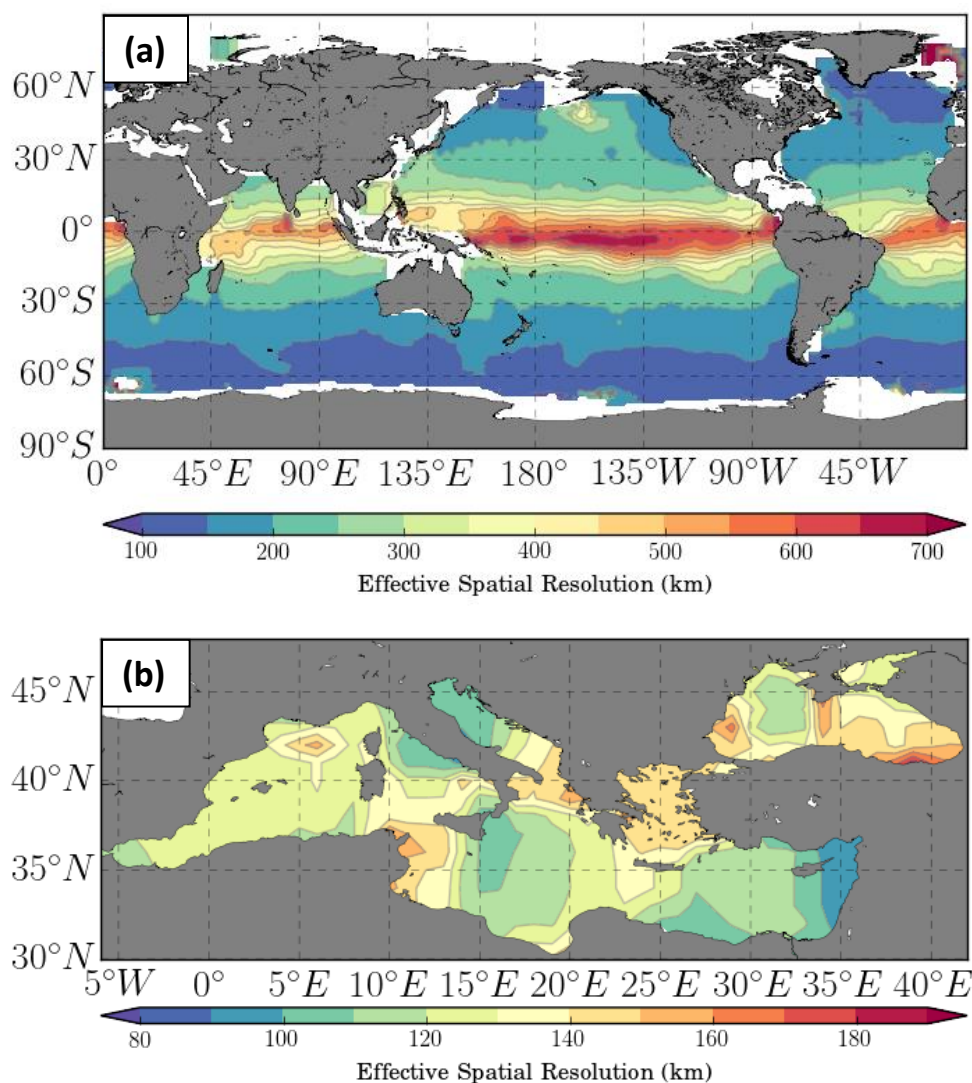 (a)
60°N
30°N
0°
30°S
60°S
90°S
0° 45°E 90°E 135°E 180° 135°W 90°W 45°W
100 200 300 400 500 600 700
Effective Spatial Resolution (km)
(b)
45°N
40°N
35°N
30°N
5°W 0° 5°E 10°E 15°E 20°E 25°E 30°E 35°E 40°E
80 100 120 140 160 180
Effective Spatial Resolution (km)